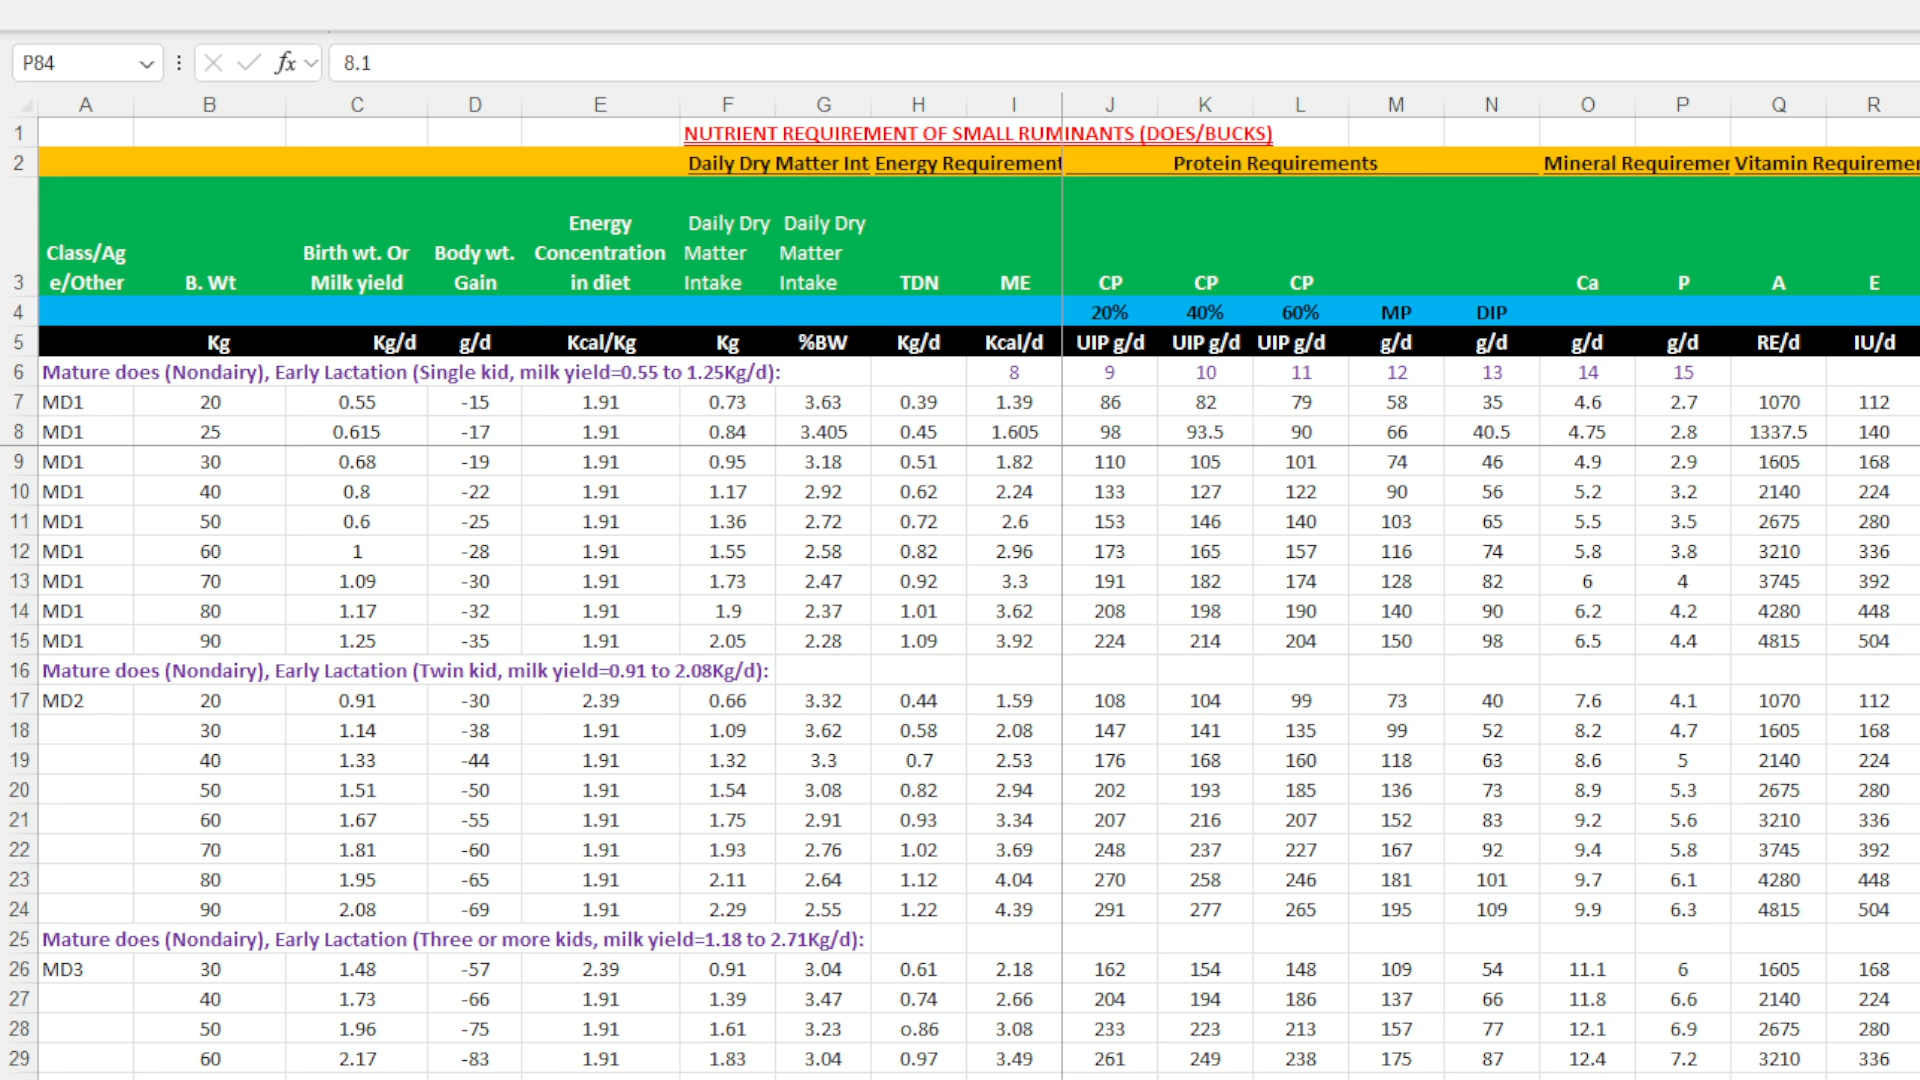 P84 fx 8.1
A B C D E F G H I J K L M N O P Q R
1 NUTRIENT REQUIREMENT OF SMALL RUMINANTS (DOES/BUCKS)
2 Daily Dry Matter Int Energy Requirement Protein Requirements Mineral Requiremer Vitamin Requiremer
Energy Daily Dry Daily Dry
Class/Ag Birth wt. Or Body wt. Concentration Matter Matter
3 e/Other B. Wt Milk yield Gain in diet Intake Intake TDN ME CP CP CP Ca P A E
4 20% 40% 60% MP DIP
5 Kg Kg/d g/d Kcal/Kg Kg %BW Kg/d Kcal/d UIP g/d UIP g/d UIP g/d g/d g/d g/d g/d RE/d IU/d
6 Mature does (Nondairy), Early Lactation (Single kid, milk yield=0.55 to 1.25Kg/d): 8 9 10 11 12 13 14 15
7 MD1 20 0.55 -15 1.91 0.73 3.63 0.39 1.39 86 82 79 58 35 4.6 2.7 1070 112
8 MD1 25 0.615 -17 1.91 0.84 3.405 0.45 1.605 98 93.5 90 66 40.5 4.75 2.8 1337.5 140
9 MD1 30 0.68 -19 1.91 0.95 3.18 0.51 1.82 110 105 101 74 46 4.9 2.9 1605 168
10 MD1 40 0.8 -22 1.91 1.17 2.92 0.62 2.24 133 127 122 90 56 5.2 3.2 2140 224
11 MD1 50 0.6 -25 1.91 1.36 2.72 0.72 2.6 153 146 140 103 65 5.5 3.5 2675 280
12 MD1 60 1 -28 1.91 1.55 2.58 0.82 2.96 173 165 157 116 74 5.8 3.8 3210 336
13 MD1 70 1.09 -30 1.91 1.73 2.47 0.92 3.3 191 182 174 128 82 6 4 3745 392
14 MD1 80 1.17 -32 1.91 1.9 2.37 1.01 3.62 208 198 190 140 90 6.2 4.2 4280 448
15 MD1 90 1.25 -35 1.91 2.05 2.28 1.09 3.92 224 214 204 150 98 6.5 4.4 4815 504
16 Mature does (Nondairy), Early Lactation (Twin kid, milk yield=0.91 to 2.08Kg/d):
17 MD2 20 0.91 -30 2.39 0.66 3.32 0.44 1.59 108 104 99 73 40 7.6 4.1 1070 112
18 30 1.14 -38 1.91 1.09 3.62 0.58 2.08 147 141 135 99 52 8.2 4.7 1605 168
19 40 1.33 -44 1.91 1.32 3.3 0.7 2.53 176 168 160 118 63 8.6 5 2140 224
20 50 1.51 -50 1.91 1.54 3.08 0.82 2.94 202 193 185 136 73 8.9 5.3 2675 280
21 60 1.67 -55 1.91 1.75 2.91 0.93 3.34 207 216 207 152 83 9.2 5.6 3210 336
22 70 1.81 -60 1.91 1.93 2.76 1.02 3.69 248 237 227 167 92 9.4 5.8 3745 392
23 80 1.95 -65 1.91 2.11 2.64 1.12 4.04 270 258 246 181 101 9.7 6.1 4280 448
24 90 2.08 -69 1.91 2.29 2.55 1.22 4.39 291 277 265 195 109 9.9 6.3 4815 504
25 Mature does (Nondairy), Early Lactation (Three or more kids, milk yield=1.18 to 2.71Kg/d):
26 MD3 30 1.48 -57 2.39 0.91 3.04 0.61 2.18 162 154 148 109 54 11.1 6 1605 168
27 40 1.73 -66 1.91 1.39 3.47 0.74 2.66 204 194 186 137 66 11.8 6.6 2140 224
28 50 1.96 -75 1.91 1.61 3.23 o.86 3.08 233 223 213 157 77 12.1 6.9 2675 280
29 60 2.17 -83 1.91 1.83 3.04 0.97 3.49 261 249 238 175 87 12.4 7.2 3210 336